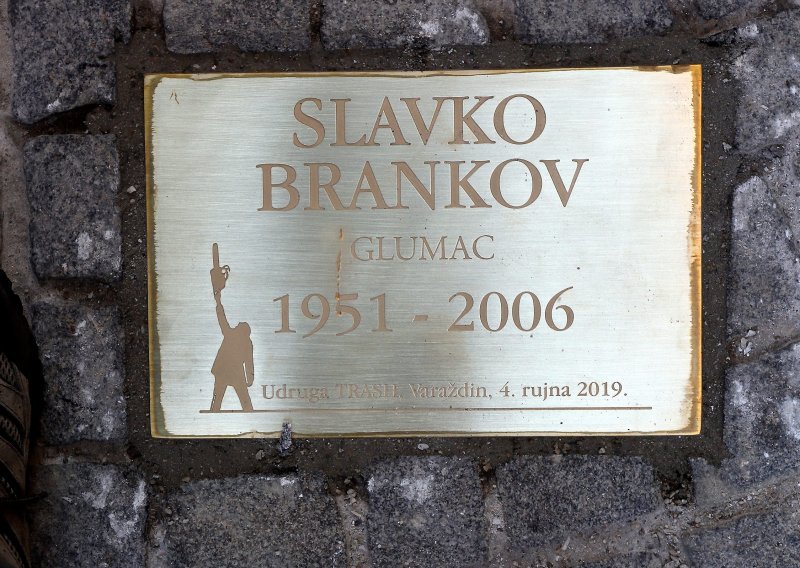 SLAVKO
BRANKOV
GLUMAC
1951 - 2006
Udruga TRASH, Varaždin, 4. rujna 2019.